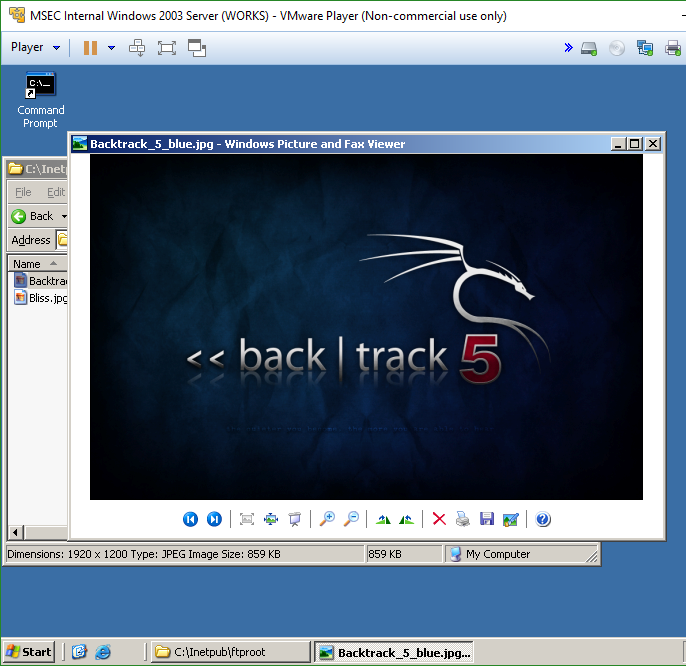 MSEC Internal Windows 2003 Server (WORKS) - VMware Player (Non-commercial use only)
Player
C:\_
Command
Prompt
Backtrack_5_blue.jpg - Windows Picture and Fax Viewer
C:\Inetp
File Edit
Back
Address
Name
Backtrac
Bliss.jpg
<< back | track 5
Dimensions: 1920 x 1200 Type: JPEG Image Size: 859 KB
859 KB
My Computer
Start
C:\Inetpub\ftproot
Backtrack_5_blue.jpg...